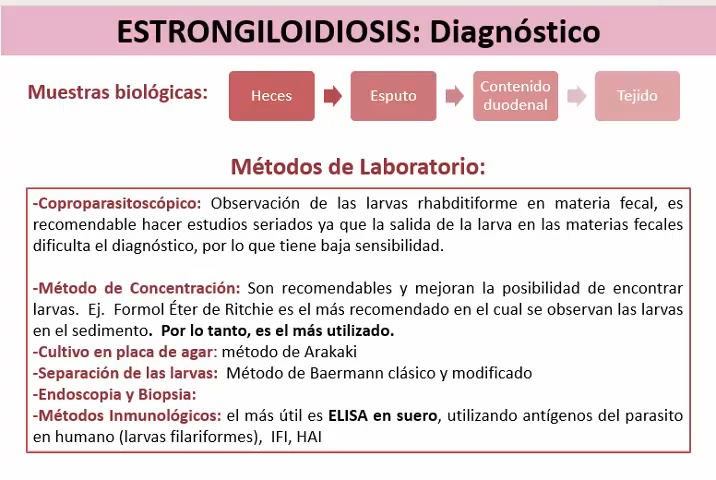 ESTRONGILOIDIOSIS: Diagnóstico
Muestras biológicas:
Heces
Esputo
Contenido
duodenal
Tejido
Métodos de Laboratorio:
-Coproparasitoscópico: Observación de las larvas rhabditiforme en materia fecal, es
recomendable hacer estudios seriados ya que la salida de la larva en las materias fecales
dificulta el diagnóstico, por lo que tiene baja sensibilidad.
-Método de Concentración: Son recomendables y mejoran la posibilidad de encontrar
larvas. Ej. Formol Éter de Ritchie es el más recomendado en el cual se observan las larvas
en el sedimento. Por lo tanto, es el más utilizado.
-Cultivo en placa de agar: método de Arakaki
-Separación de las larvas: Método de Baermann clásico y modificado
-Endoscopia y Biopsia:
-Métodos Inmunológicos: el más útil es ELISA en suero, utilizando antígenos del parasito
en humano (larvas filariformes), IFI, HAI